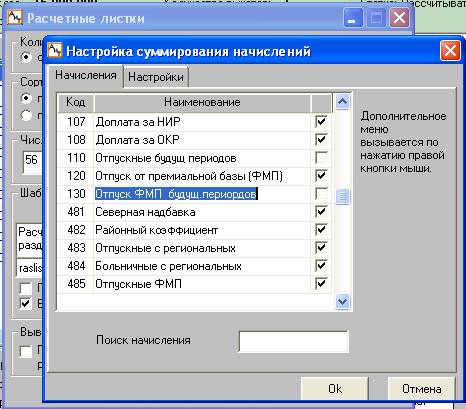 Расчетные листки
Настройка суммирования начислений
Начисления Настройки
Код Наименование
107 Доплата за НИР
108 Доплата за ОКР
110 Отпускные будущ периодов
120 Отпуск от премиальной базы (ФМП)
130 Отпуск ФМП будущ.периордов
481 Северная надбавка
482 Районный коэффициент
483 Отпускные с региональных
484 Больничные с региональных
485 Отпускные ФМП
Дополнительное
меню
вызывается по
нажатию правой
кнопки мыши.
Поиск начисления
Ok Отмена
Коли
Сорт
Числ
56
Шаб
Расч
разд
raslis
Выв